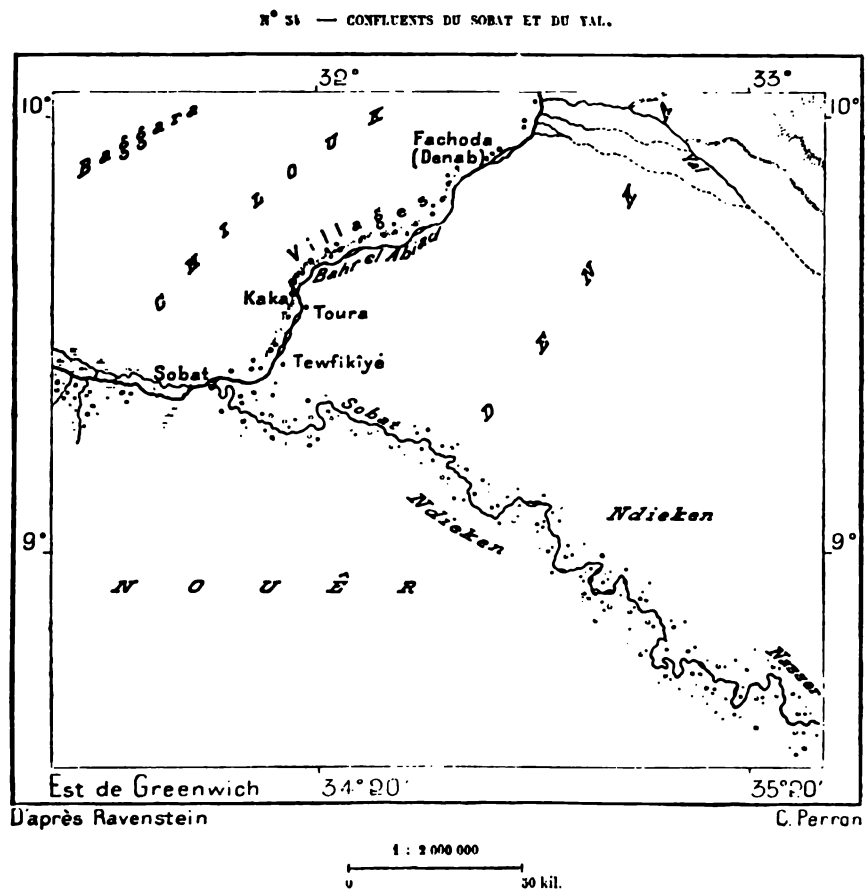 N° 34 — CONFLUENTS DU SOBAT ET DU YAL.
32° 33°
10° 10°
Baggara
CHILOUK
Fachoda
(Denab)
Yal
Villages
Bahr el Abiad
Kaka
Toura
Tewfikîyé
Sobat
Sobat
DINKA
Ndieken
Ndieken
9° 9°
NOUÊR
Nasser
Est de Greenwich 34°20' 35°20'
D'après Ravenstein C. Perron
1 : 2 000 000
0 50 kil.